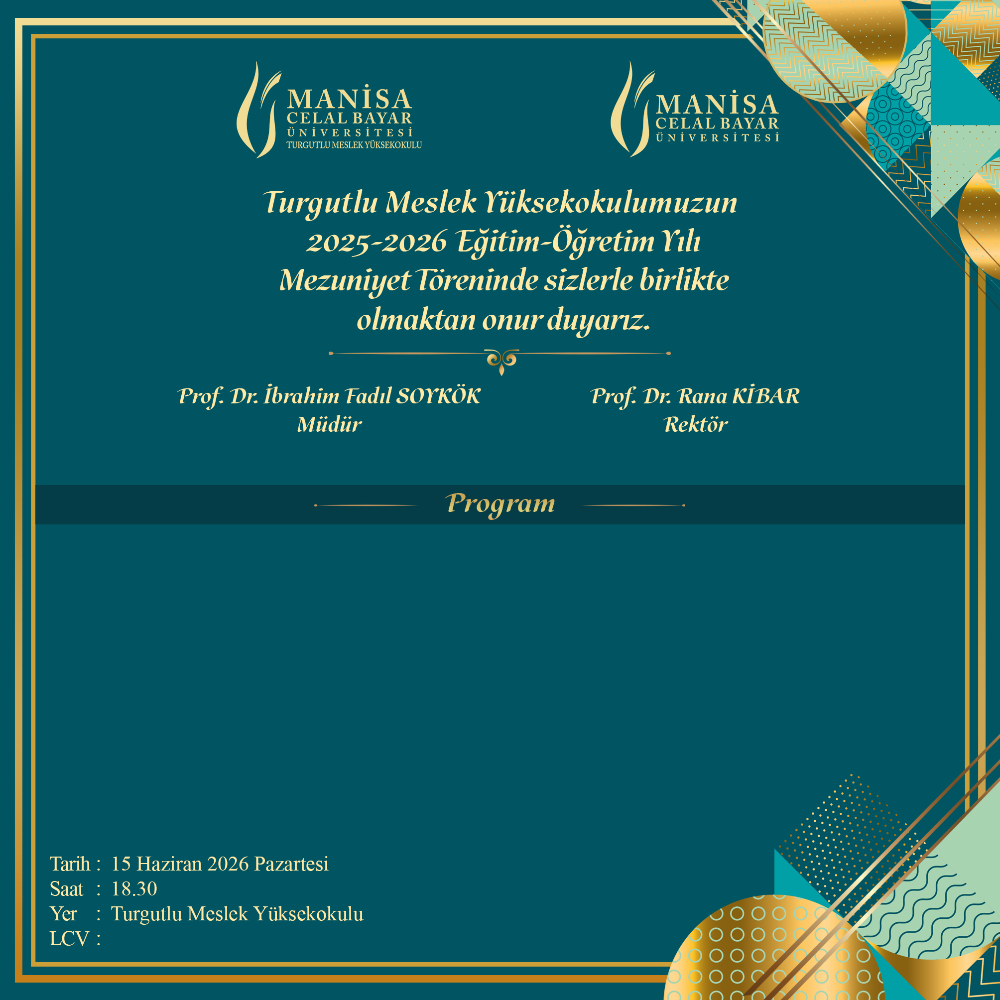 MANİSA
CELAL BAYAR
ÜNİVERSİTESİ
TURGUTLU MESLEK YÜKSEKOKULU
MANİSA
CELAL BAYAR
ÜNİVERSİTESİ
Turgutlu Meslek Yüksekokulumuzun
2025-2026 Eğitim-Öğretim Yılı
Mezuniyet Töreninde sizlerle birlikte
olmaktan onur duyarız.
Prof. Dr. İbrahim Fadıl SOYKÖK
Müdür
Prof. Dr. Rana KİBAR
Rektör
Program
Tarih : 15 Haziran 2026 Pazartesi
Saat : 18.30
Yer : Turgutlu Meslek Yüksekokulu
LCV :